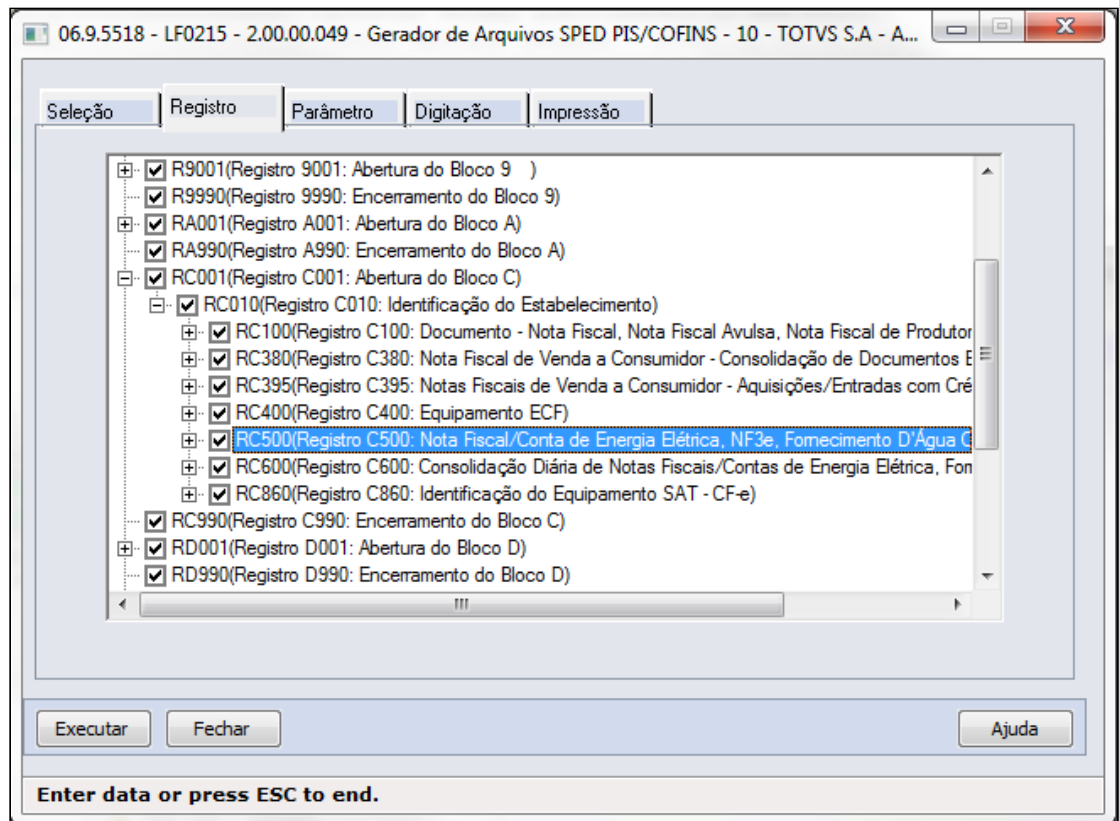 06.9.5518 - LF0215 - 2.00.00.049 - Gerador de Arquivos SPED PIS/COFINS - 10 - TOTVS S.A - A...
Seleção Registro Parâmetro Digitação Impressão
R9001(Registro 9001: Abertura do Bloco 9 )
R9990(Registro 9990: Encerramento do Bloco 9)
RA001(Registro A001: Abertura do Bloco A)
RA990(Registro A990: Encerramento do Bloco A)
RC001(Registro C001: Abertura do Bloco C)
RC010(Registro C010: Identificação do Estabelecimento)
RC100(Registro C100: Documento - Nota Fiscal, Nota Fiscal Avulsa, Nota Fiscal de Produtor
RC380(Registro C380: Nota Fiscal de Venda a Consumidor - Consolidação de Documentos E
RC395(Registro C395: Notas Fiscais de Venda a Consumidor - Aquisições/Entradas com Cré
RC400(Registro C400: Equipamento ECF)
RC500(Registro C500: Nota Fiscal/Conta de Energia Elétrica, NF3e, Fornecimento D'Água C
RC600(Registro C600: Consolidação Diária de Notas Fiscais/Contas de Energia Elétrica, Forn
RC860(Registro C860: Identificação do Equipamento SAT - CF-e)
RC990(Registro C990: Encerramento do Bloco C)
RD001(Registro D001: Abertura do Bloco D)
RD990(Registro D990: Encerramento do Bloco D)
Executar Fechar Ajuda
Enter data or press ESC to end.